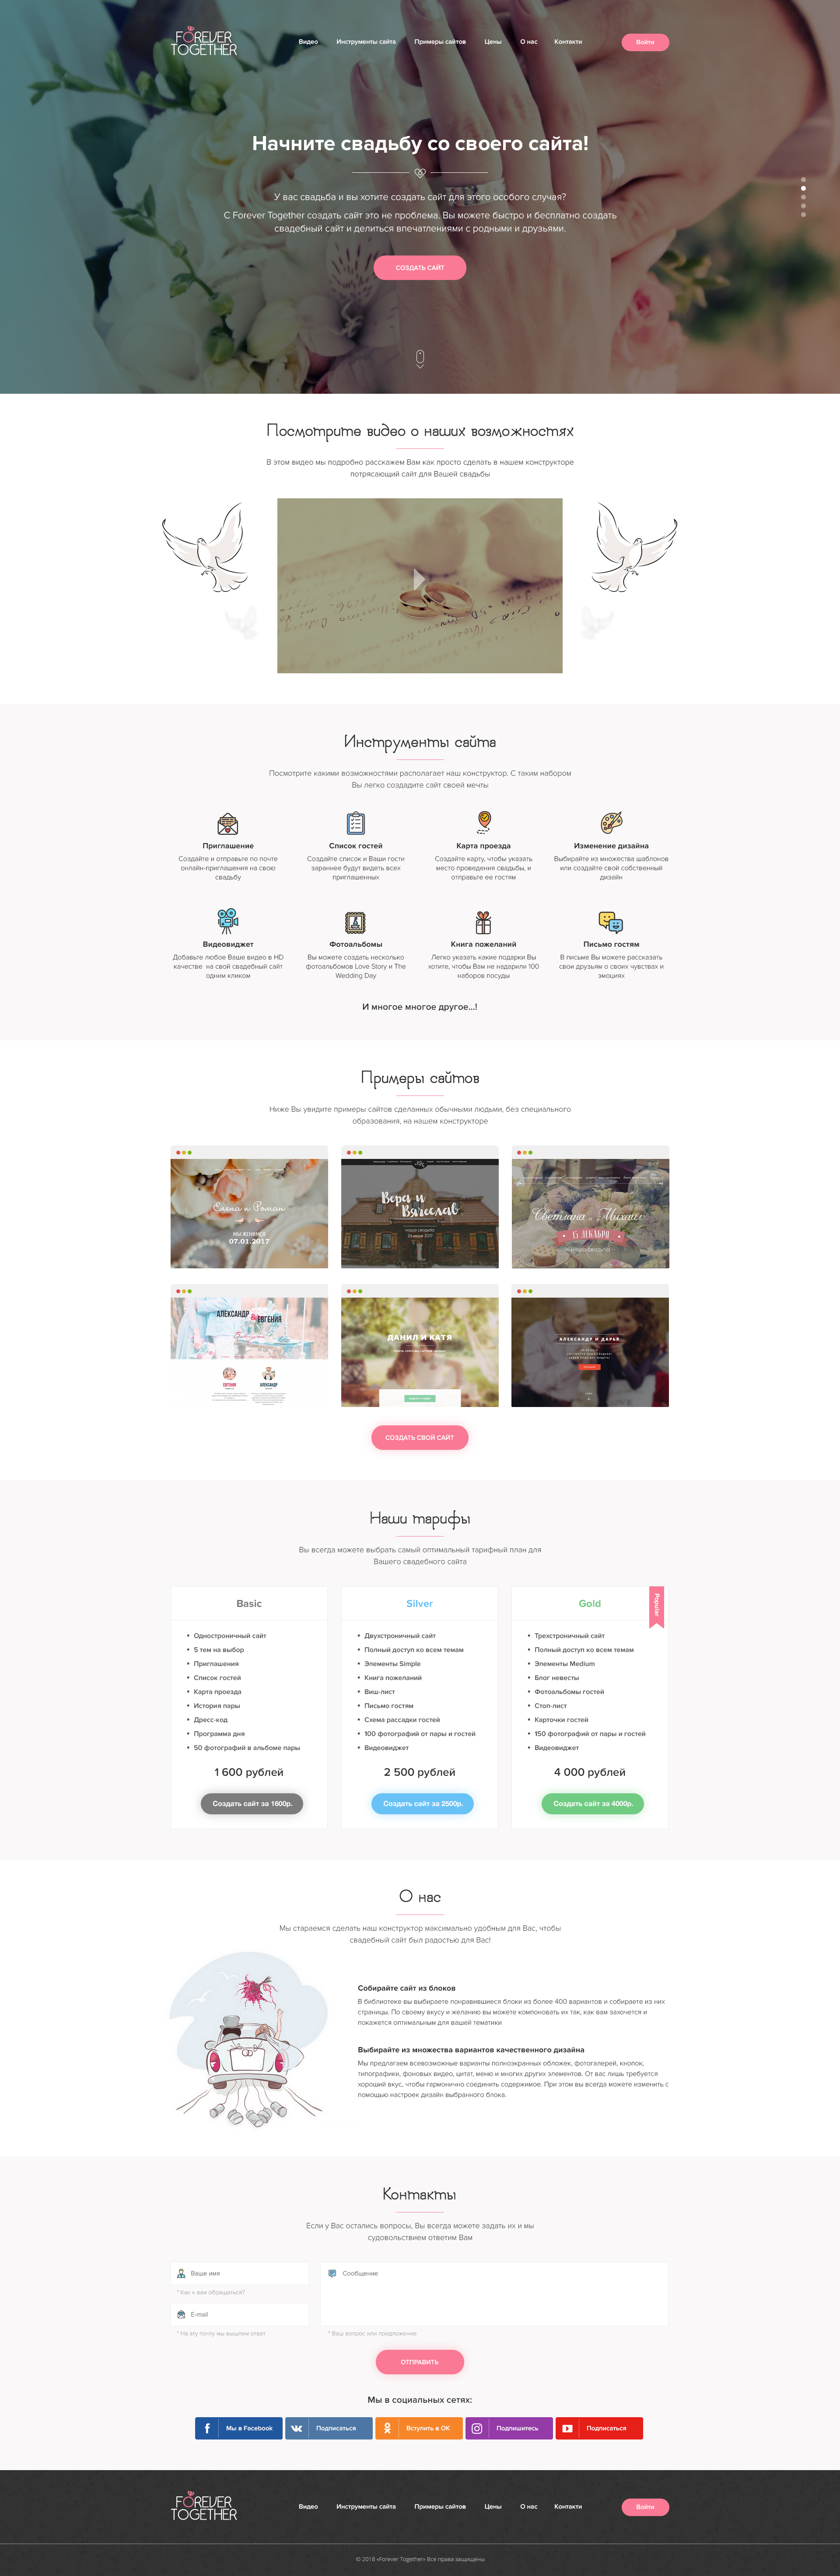 FOREVER
TOGETHER
Видео Инструменты сайта Примеры сайтов Цены О нас Контакти Войти
Начните свадьбу со своего сайта!
У вас свадьба и вы хотите создать сайт для этого особого случая?
С Forever Together создать сайт это не проблема. Вы можете быстро и бесплатно создать
свадебный сайт и делиться впечатлениями с родными и друзьями.
СОЗДАТЬ САЙТ
Посмотрите видео о наших возможностях
В этом видео мы подробно расскажем Вам как просто сделать в нашем конструкторе
потрясающий сайт для Вашей свадьбы
Инструменты сайта
Посмотрите какими возможностями располагает наш конструктор. С таким набором
Вы легко создадите сайт своей мечты
Приглашение
Создайте и отправьте по почте
онлайн-приглашения на свою
свадьбу
Список гостей
Создайте список и Ваши гости
зараннее будут видеть всех
приглашенных
Карта проезда
Создайте карту, чтобы указать
место проведения свадьбы, и
отправьте ее гостям
Изменение дизайна
Выбирайте из множества шаблонов
или создайте свой собственный
дизайн
Видеовиджет
Добавьте любое Ваше видео в HD
качестве на свой свадебный сайт
одним кликом
Фотоальбомы
Вы можете создать несколько
фотоальбомов Love Story и The
Wedding Day
Книга пожеланий
Легко указать какие подарки Вы
хотите, чтобы Вам не надарили 100
наборов посуды
Письмо гостям
В письме Вы можете рассказать
свои друзьям о своих чувствах и
эмоциях
И многое многое другое...!
Примеры сайтов
Ниже Вы увидите примеры сайтов сделанных обычными людьми, без специального
образования, на нашем конструкторе
Елена и Роман
МЫ ЖЕНИМСЯ
07.01.2017
Вера и
Вячеслав
Светлана и Михаил
15 ДЕКАБРЯ
АЛЕКСАНДР
& ЕВГЕНИЯ
ЕВГЕНИЯ
АЛЕКСАНДР
ДАНИЛ И КАТЯ
АЛЕКСАНДР И ДАРЬЯ
СОЗДАТЬ СВОЙ САЙТ
Наши тарифы
Вы всегда можете выбрать самый оптимальный тарифный план для
Вашего свадебного сайта
Basic
• Одностроничный сайт
• 5 тем на выбор
• Приглашения
• Список гостей
• Карта проезда
• История пары
• Дресс-код
• Программа дня
• 50 фотографий в альбоме пары
1 600 рублей
Создать сайт за 1600р.
Silver
• Двухстроничный сайт
• Полный доступ ко всем темам
• Элементы Simple
• Книга пожеланий
• Виш-лист
• Письмо гостям
• Схема рассадки гостей
• 100 фотографий от пары и гостей
• Видеовиджет
2 500 рублей
Создать сайт за 2500р.
Gold
Popular
• Трехстроничный сайт
• Полный доступ ко всем темам
• Элементы Medium
• Блог невесты
• Фотоальбомы гостей
• Стоп-лист
• Карточки гостей
• 150 фотографий от пары и гостей
• Видеовиджет
4 000 рублей
Создать сайт за 4000р.
О нас
Мы стараемся сделать наш конструктор максимально удобным для Вас, чтобы
свадебный сайт был радостью для Вас!
Собирайте сайт из блоков
В библиотеке вы выбираете понравившиеся блоки из более 400 вариантов и собираете из них
страницы. По своему вкусу и желанию вы можете компоновать их так, как вам захочется и
покажется оптимальным для вашей тематики
Выбирайте из множества вариантов качественного дизайна
Мы предлагаем всевозможные варианты полноэкранных обложек, фотогалерей, кнопок,
типографики, фоновых видео, цитат, меню и многих других элементов. От вас лишь требуется
хороший вкус, чтобы гармонично соединить содержимое. При этом вы всегда можете изменить с
помощью настроек дизайн выбранного блока.
Контакты
Если у Вас остались вопросы, Вы всегда можете задать их и мы
судовольствием ответим Вам
Ваше имя
* Как к вам обращаться?
E-mail
* На эту почту мы вышлем ответ
Сообщение
* Ваш вопрос или предложение
ОТПРАВИТЬ
Мы в социальных сетях:
Мы в Facebook
Подписаться
Вступить в ОК
Подпишитесь
Подписаться
FOREVER
TOGETHER
Видео Инструменты сайта Примеры сайтов Цены О нас Контакти Войти
© 2018 «Forever Together» Все права защищены